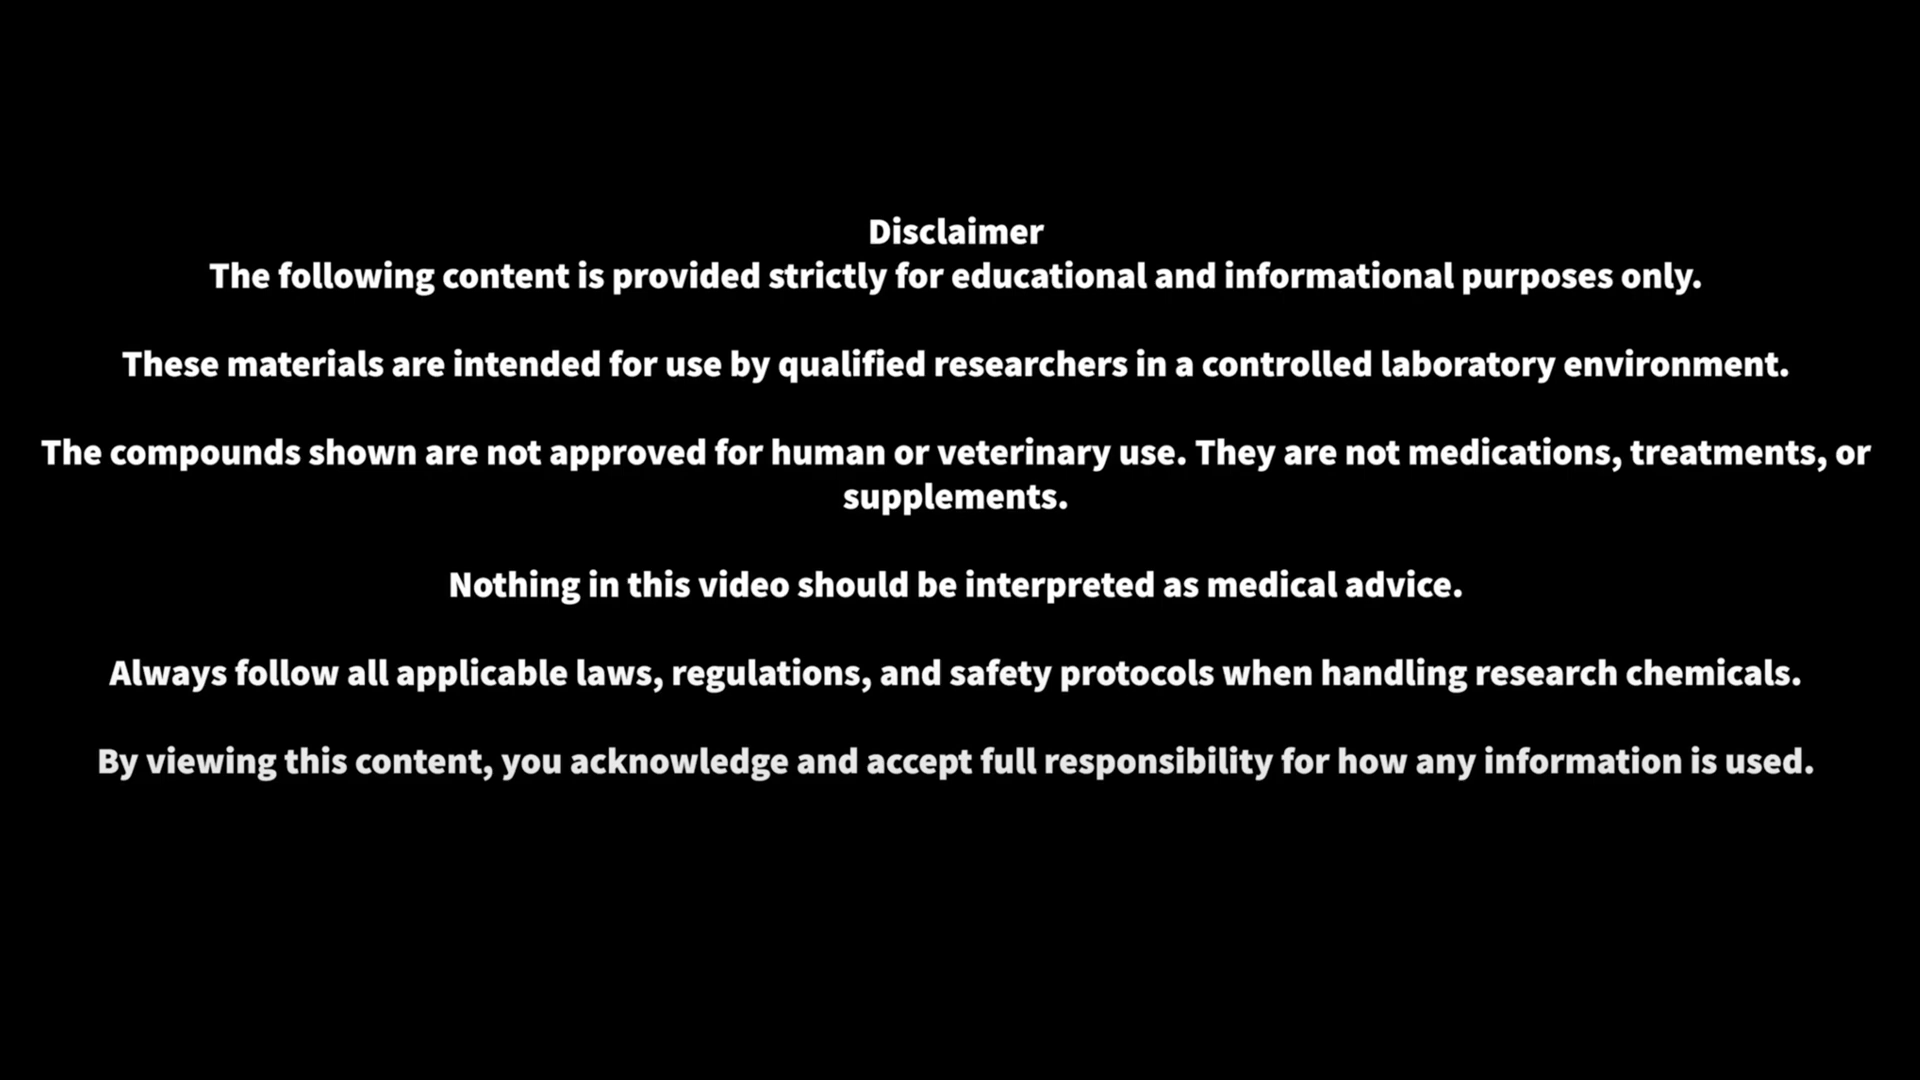 Disclaimer
The following content is provided strictly for educational and informational purposes only.
These materials are intended for use by qualified researchers in a controlled laboratory environment.
The compounds shown are not approved for human or veterinary use. They are not medications, treatments, or
supplements.
Nothing in this video should be interpreted as medical advice.
Always follow all applicable laws, regulations, and safety protocols when handling research chemicals.
By viewing this content, you acknowledge and accept full responsibility for how any information is used.